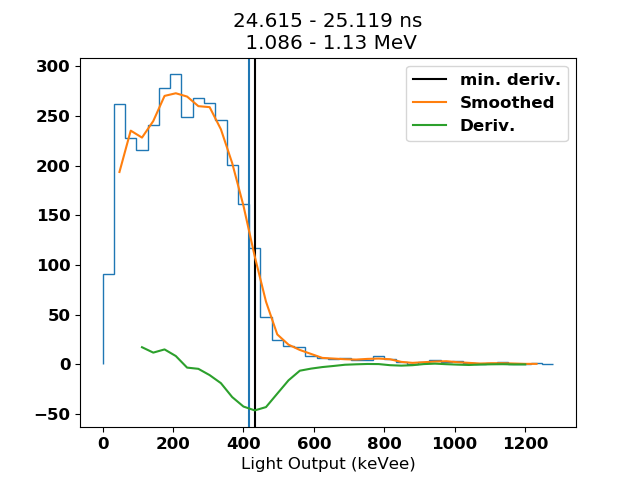 24.615 - 25.119 ns
1.086 - 1.13 MeV
min. deriv.
Smoothed
Deriv.
300
250
200
150
100
50
0
−50
0 200 400 600 800 1000 1200
Light Output (keVee)